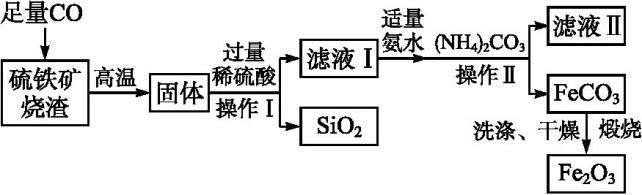 足量CO
硫铁矿
烧渣
高温
固体
过量
稀硫酸
操作Ⅰ
滤液Ⅰ
SiO₂
适量
氨水
(NH₄)₂CO₃
操作Ⅱ
滤液Ⅱ
FeCO₃
洗涤、干燥
煅烧
Fe₂O₃